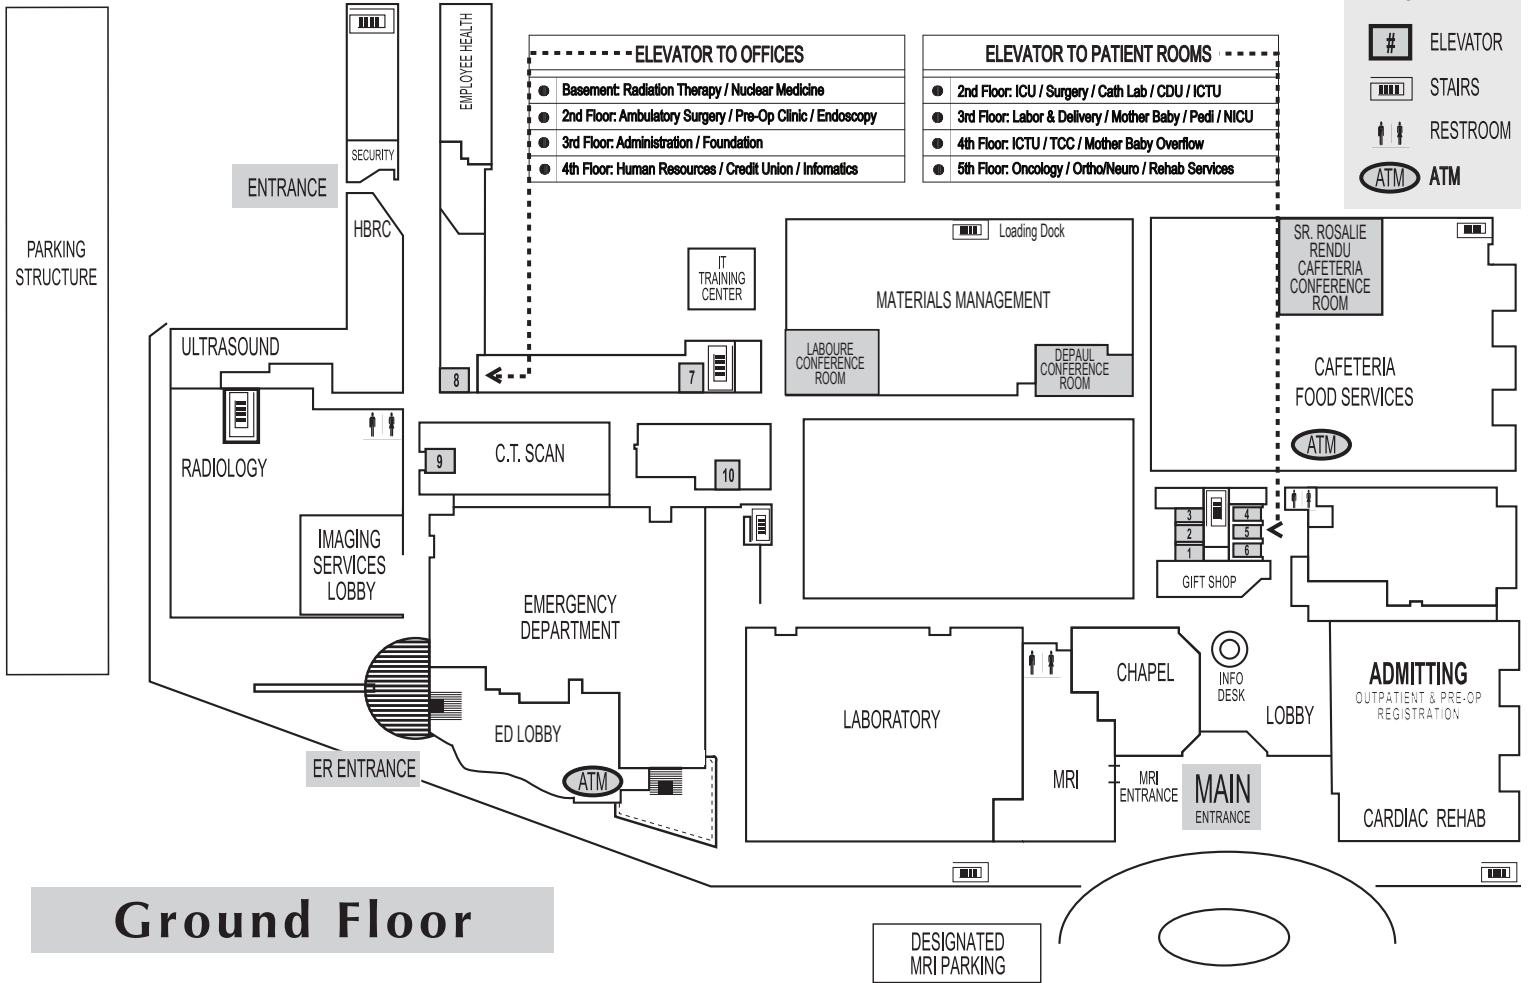 ELEVATOR
STAIRS
RESTROOM
ATM ATM
EMPLOYEE HEALTH
ELEVATOR TO OFFICES
Basement: Radiation Therapy / Nuclear Medicine
2nd Floor: Ambulatory Surgery / Pre-Op Clinic / Endoscopy
3rd Floor: Administration / Foundation
4th Floor: Human Resources / Credit Union / Infomatics
ELEVATOR TO PATIENT ROOMS
2nd Floor: ICU / Surgery / Cath Lab / CDU / ICTU
3rd Floor: Labor & Delivery / Mother Baby / Pedi / NICU
4th Floor: ICTU / TCC / Mother Baby Overflow
5th Floor: Oncology / Ortho/Neuro / Rehab Services
#
SECURITY
ENTRANCE
HBRC
PARKING
STRUCTURE
IT
TRAINING
CENTER
Loading Dock
MATERIALS MANAGEMENT
SR. ROSALIE
RENDU
CAFETERIA
CONFERENCE
ROOM
ULTRASOUND
8
7
LABOURE
CONFERENCE
ROOM
DEPAUL
CONFERENCE
ROOM
CAFETERIA
FOOD SERVICES
ATM
RADIOLOGY
9
C.T. SCAN
10
3
2
1
4
5
6
GIFT SHOP
IMAGING
SERVICES
LOBBY
EMERGENCY
DEPARTMENT
ED LOBBY
ER ENTRANCE
ATM
LABORATORY
CHAPEL
INFO
DESK
LOBBY
ADMITTING
OUTPATIENT & PRE-OP
REGISTRATION
MRI
MRI
ENTRANCE
MAIN
ENTRANCE
CARDIAC REHAB
Ground Floor
DESIGNATED
MRI PARKING